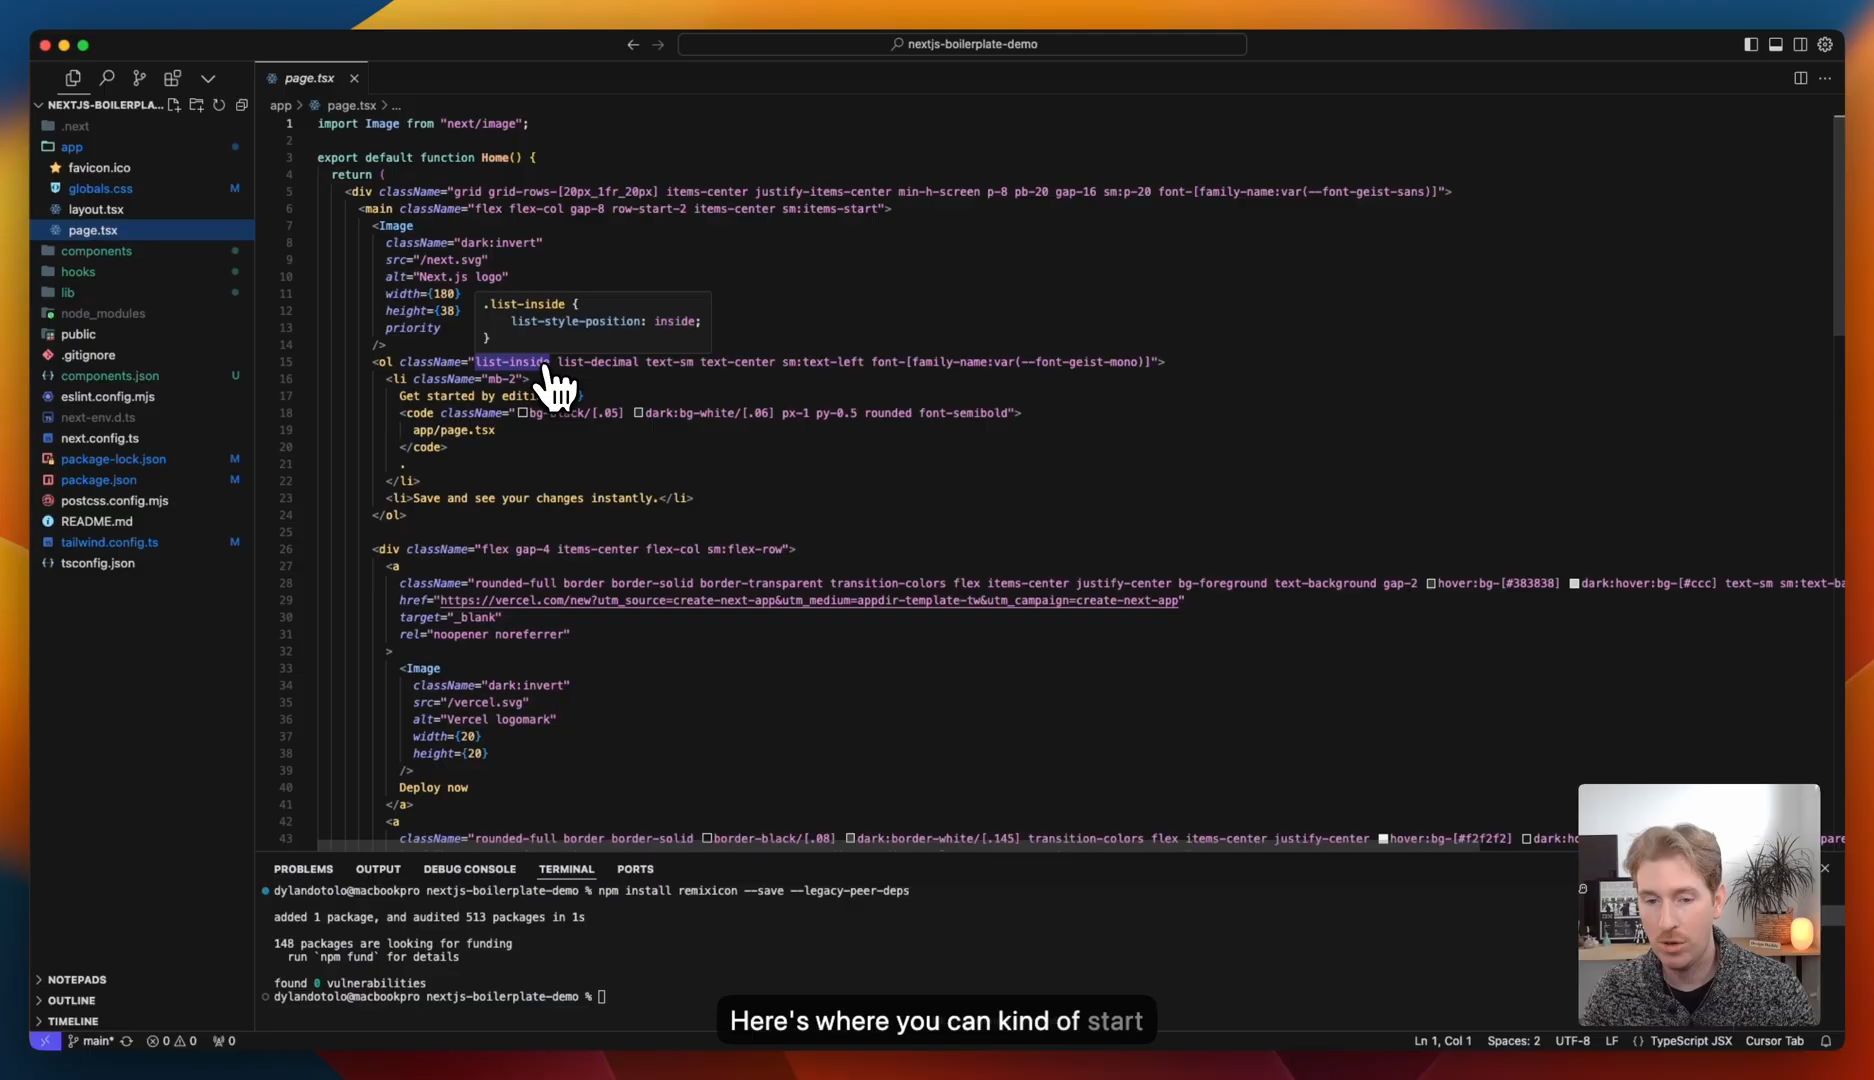 nextjs-boilerplate-demo
page.tsx
NEXTJS-BOILERPLA...
.next
app
favicon.ico
globals.css M
layout.tsx
page.tsx
components
hooks
lib
node_modules
public
.gitignore
components.json U
eslint.config.mjs
next-env.d.ts
next.config.ts
package-lock.json M
package.json M
postcss.config.mjs
README.md
tailwind.config.ts M
tsconfig.json
NOTEPADS
OUTLINE
TIMELINE
app > page.tsx > ...
1 import Image from "next/image";
2
3 export default function Home() {
4 return (
5 <div className="grid grid-rows-[20px_1fr_20px] items-center justify-items-center min-h-screen p-8 pb-20 gap-16 sm:p-20 font-[family-name:var(--font-geist-sans)]">
6 <main className="flex flex-col gap-8 row-start-2 items-center sm:items-start">
7 <Image
8 className="dark:invert"
9 src="/next.svg"
10 alt="Next.js logo"
11 width={180}
12 height={38}
13 priority
14 />
.list-inside {
list-style-position: inside;
}
15 <ol className="list-inside list-decimal text-sm text-center sm:text-left font-[family-name:var(--font-geist-mono)]">
16 <li className="mb-2">
17 Get started by editi }
18 <code className="bg-black/[.05] dark:bg-white/[.06] px-1 py-0.5 rounded font-semibold">
19 app/page.tsx
20 </code>
21 .
22 </li>
23 <li>Save and see your changes instantly.</li>
24 </ol>
25
26 <div className="flex gap-4 items-center flex-col sm:flex-row">
27 <a
28 className="rounded-full border border-solid border-transparent transition-colors flex items-center justify-center bg-foreground text-background gap-2 hover:bg-[#383838] dark:hover:bg-[#ccc] text-sm sm:text-ba
29 href="https://vercel.com/new?utm_source=create-next-app&utm_medium=appdir-template-tw&utm_campaign=create-next-app"
30 target="_blank"
31 rel="noopener noreferrer"
32 >
33 <Image
34 className="dark:invert"
35 src="/vercel.svg"
36 alt="Vercel logomark"
37 width={20}
38 height={20}
39 />
40 Deploy now
41 </a>
42 <a
43 className="rounded-full border border-solid border-black/[.08] dark:border-white/[.145] transition-colors flex items-center justify-center hover:bg-[#f2f2f2] dark:ho pare
PROBLEMS OUTPUT DEBUG CONSOLE TERMINAL PORTS
dylandotolo@macbookpro nextjs-boilerplate-demo % npm install remixicon --save --legacy-peer-deps
added 1 package, and audited 513 packages in 1s
148 packages are looking for funding
run `npm fund` for details
found 0 vulnerabilities
dylandotolo@macbookpro nextjs-boilerplate-demo %
Here's where you can kind of start
main* 0 0 0 Ln 1, Col 1 Spaces: 2 UTF-8 LF {} TypeScript JSX Cursor Tab